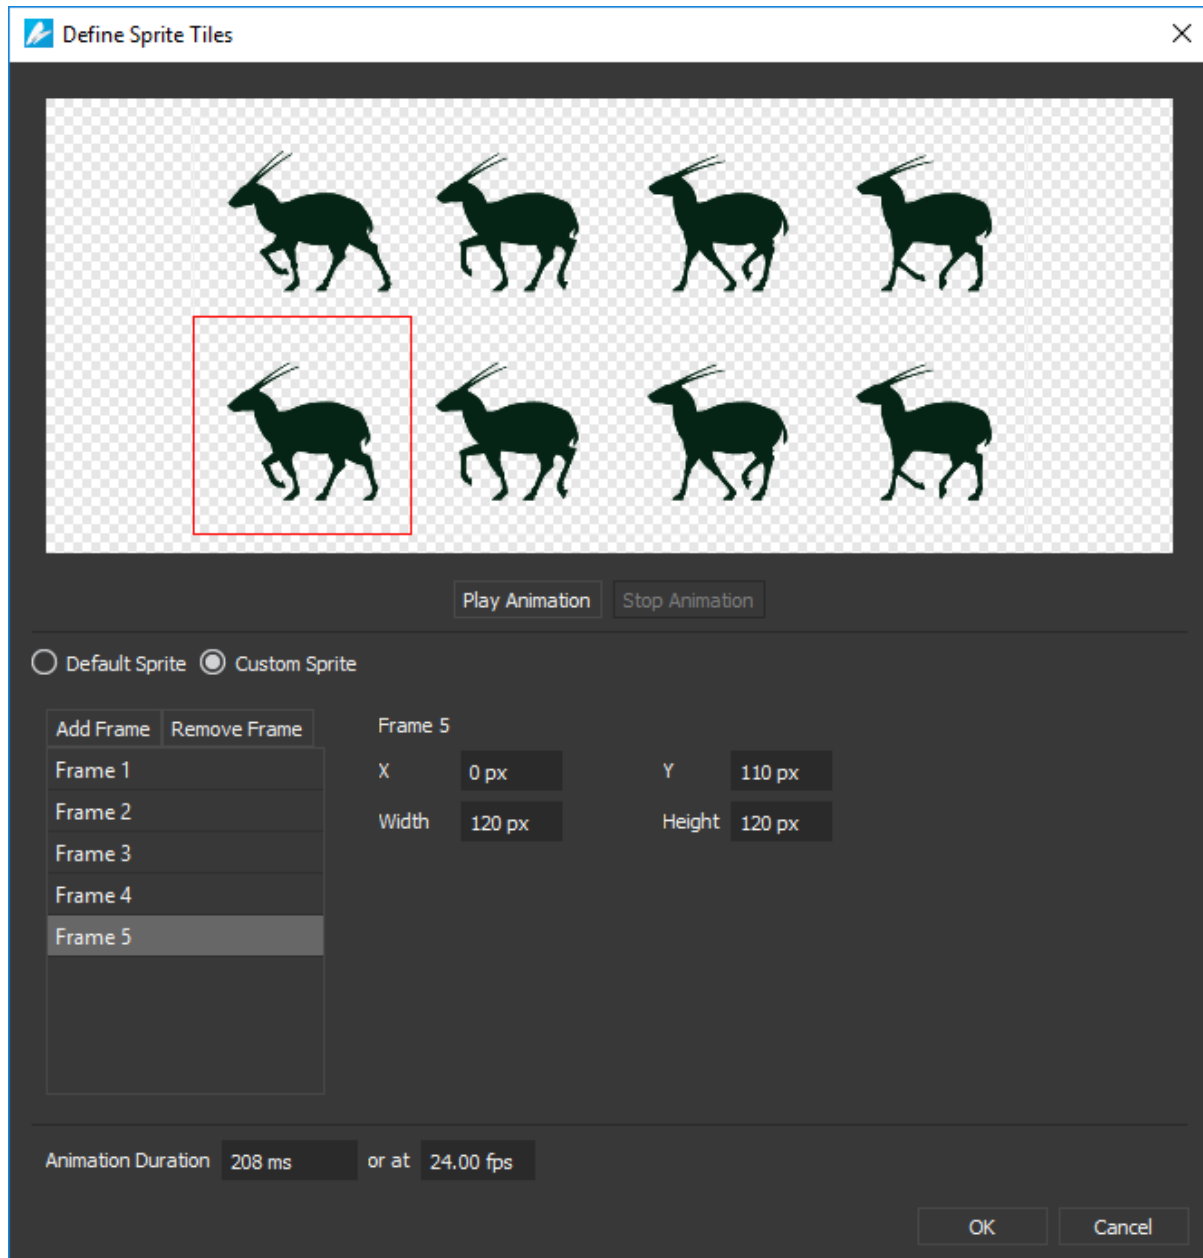 Define Sprite Tiles
Play Animation Stop Animation
Default Sprite Custom Sprite
Add Frame Remove Frame Frame 5
Frame 1 X 0 px Y 110 px
Frame 2 Width 120 px Height 120 px
Frame 3
Frame 4
Frame 5
Animation Duration 208 ms or at 24.00 fps
OK Cancel